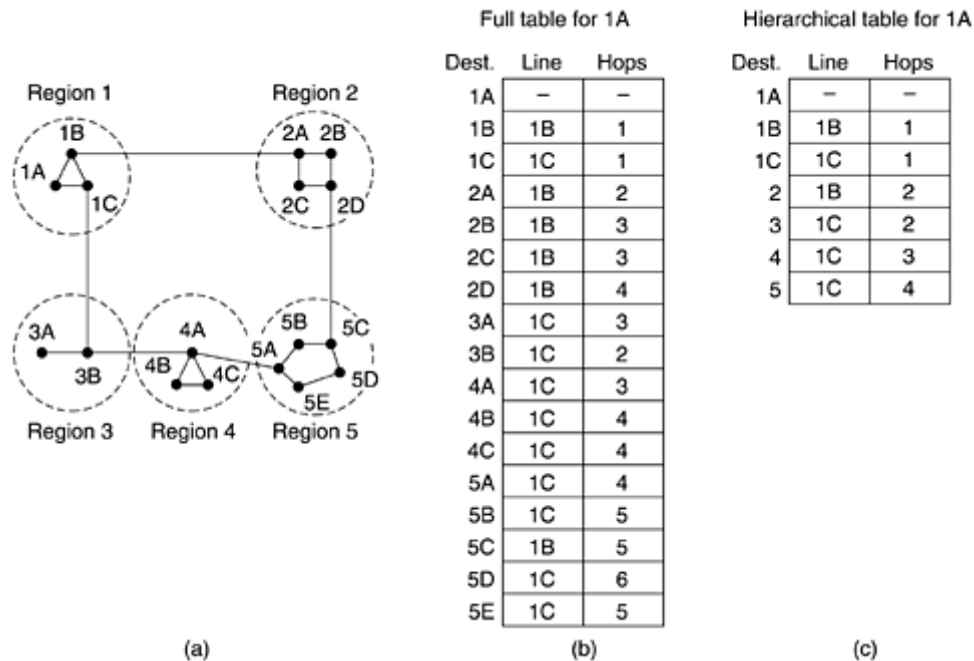 Full table for 1A
Hierarchical table for 1A
Dest. Line Hops
Dest. Line Hops
Region 1
Region 2
1B
1A
1C
2A 2B
2C 2D
3A
3B
4A
4B
4C
5B
5C
5A
5D
5E
Region 3
Region 4
Region 5
1A – –
1B 1B 1
1C 1C 1
2A 1B 2
2B 1B 3
2C 1B 3
2D 1B 4
3A 1C 3
3B 1C 2
4A 1C 3
4B 1C 4
4C 1C 4
5A 1C 4
5B 1C 5
5C 1B 5
5D 1C 6
5E 1C 5
1A – –
1B 1B 1
1C 1C 1
2 1B 2
3 1C 2
4 1C 3
5 1C 4
(a)
(b)
(c)